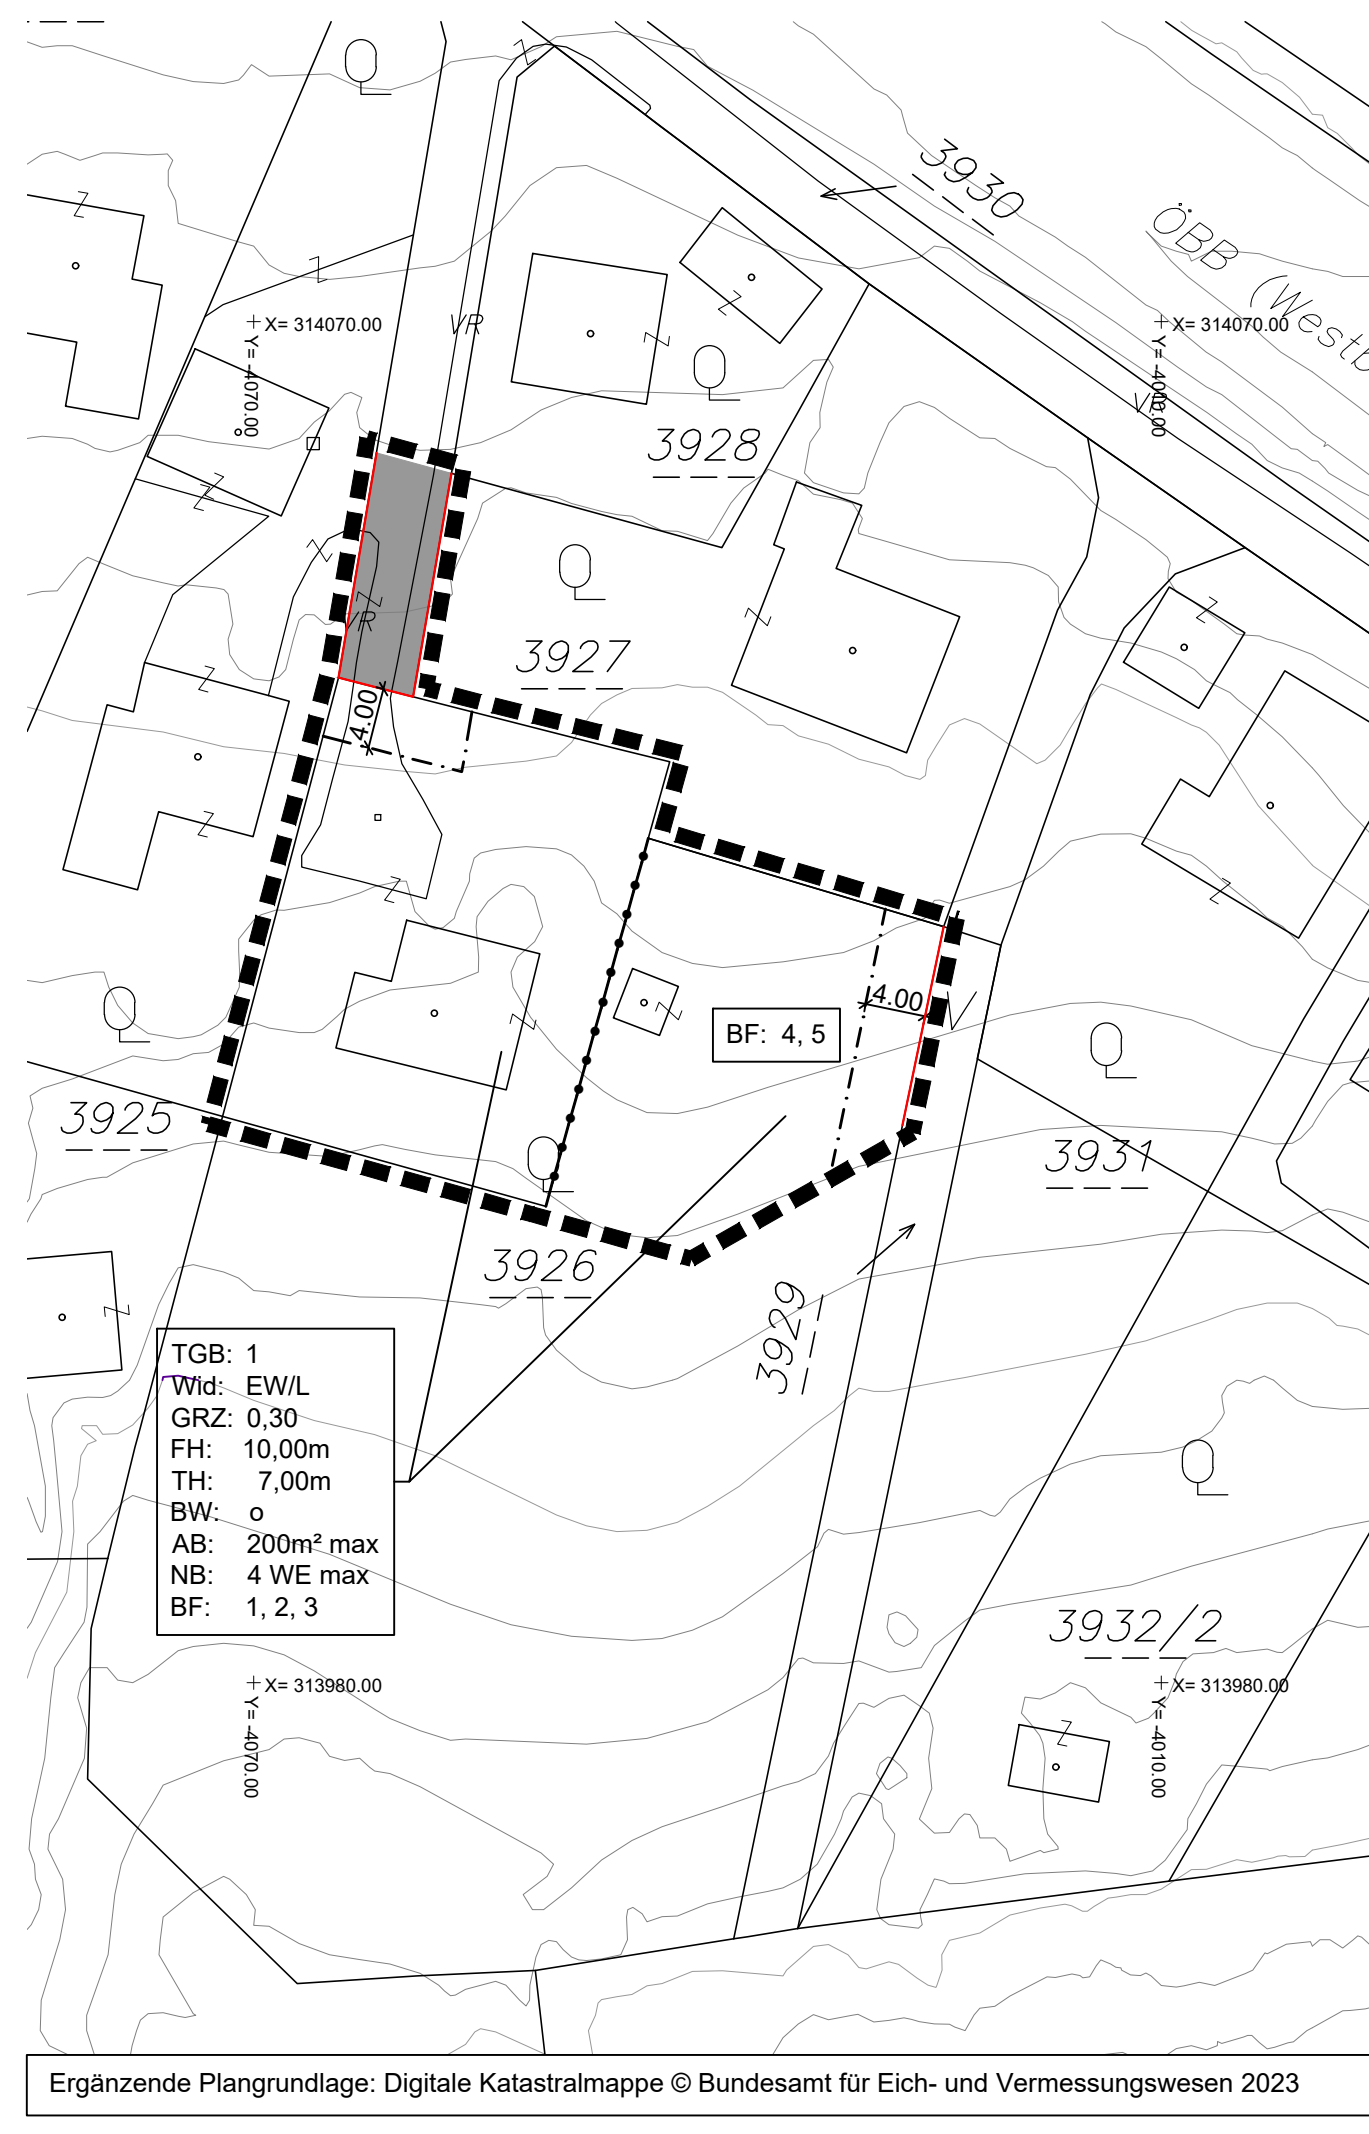 3930
ÖBB (Westb
VR
X= 314070.00
Y= -4070.00
X= 314070.00
VR
3928
VR
3927
4.00
4.00
V
BF: 4, 5
3925
3931
3926
3929
TGB: 1
Wid: EW/L
GRZ: 0,30
FH: 10,00m
TH: 7,00m
BW: o
AB: 200m² max
NB: 4 WE max
BF: 1, 2, 3
3932/2
X= 313980.00
Y= -4070.00
X= 313980.00
Y= -4010.00
Ergänzende Plangrundlage: Digitale Katastralmappe © Bundesamt für Eich- und Vermessungswesen 2023